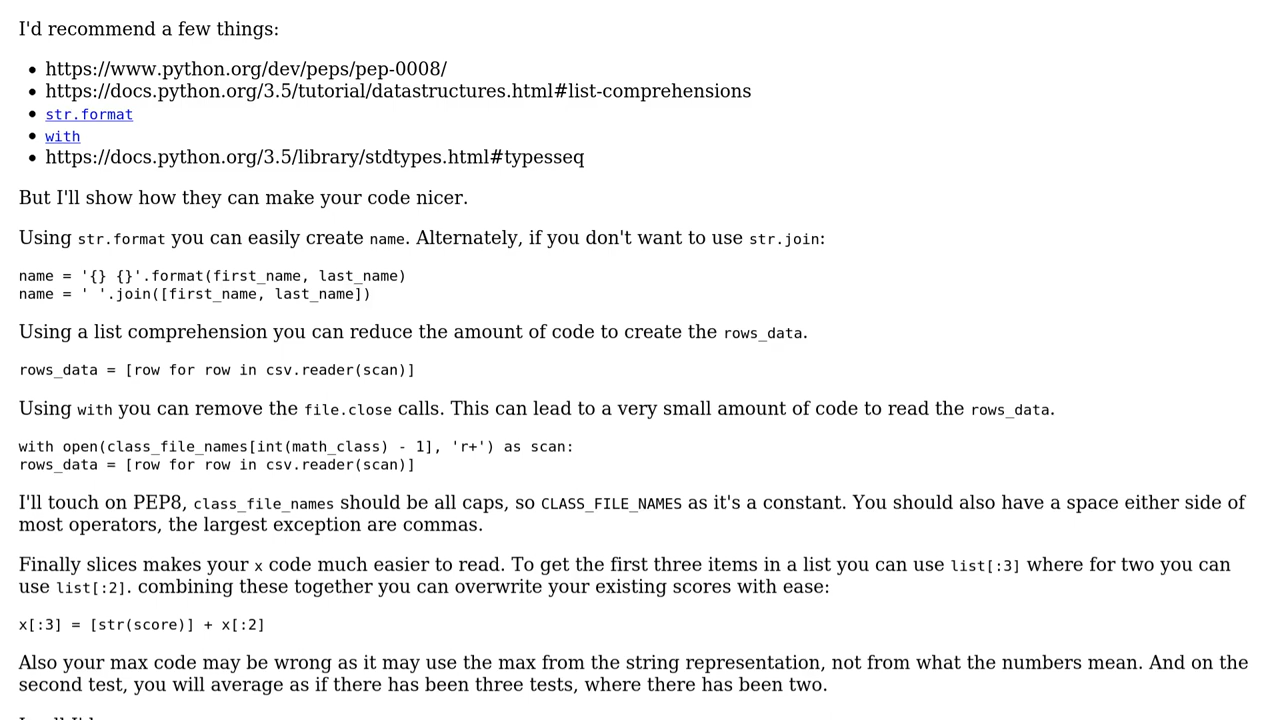 I'd recommend a few things:
https://www.python.org/dev/peps/pep-0008/
https://docs.python.org/3.5/tutorial/datastructures.html#list-comprehensions
str.format
with
https://docs.python.org/3.5/library/stdtypes.html#typesseq
But I'll show how they can make your code nicer.
Using str.format you can easily create name. Alternately, if you don't want to use str.join:
name = '{} {}'.format(first_name, last_name)
name = ' '.join([first_name, last_name])
Using a list comprehension you can reduce the amount of code to create the rows_data.
rows_data = [row for row in csv.reader(scan)]
Using with you can remove the file.close calls. This can lead to a very small amount of code to read the rows_data.
with open(class_file_names[int(math_class) - 1], 'r+') as scan:
rows_data = [row for row in csv.reader(scan)]
I'll touch on PEP8, class_file_names should be all caps, so CLASS_FILE_NAMES as it's a constant. You should also have a space either side of
most operators, the largest exception are commas.
Finally slices makes your x code much easier to read. To get the first three items in a list you can use list[:3] where for two you can
use list[:2]. combining these together you can overwrite your existing scores with ease:
x[:3] = [str(score)] + x[:2]
Also your max code may be wrong as it may use the max from the string representation, not from what the numbers mean. And on the
second test, you will average as if there has been three tests, where there has been two.